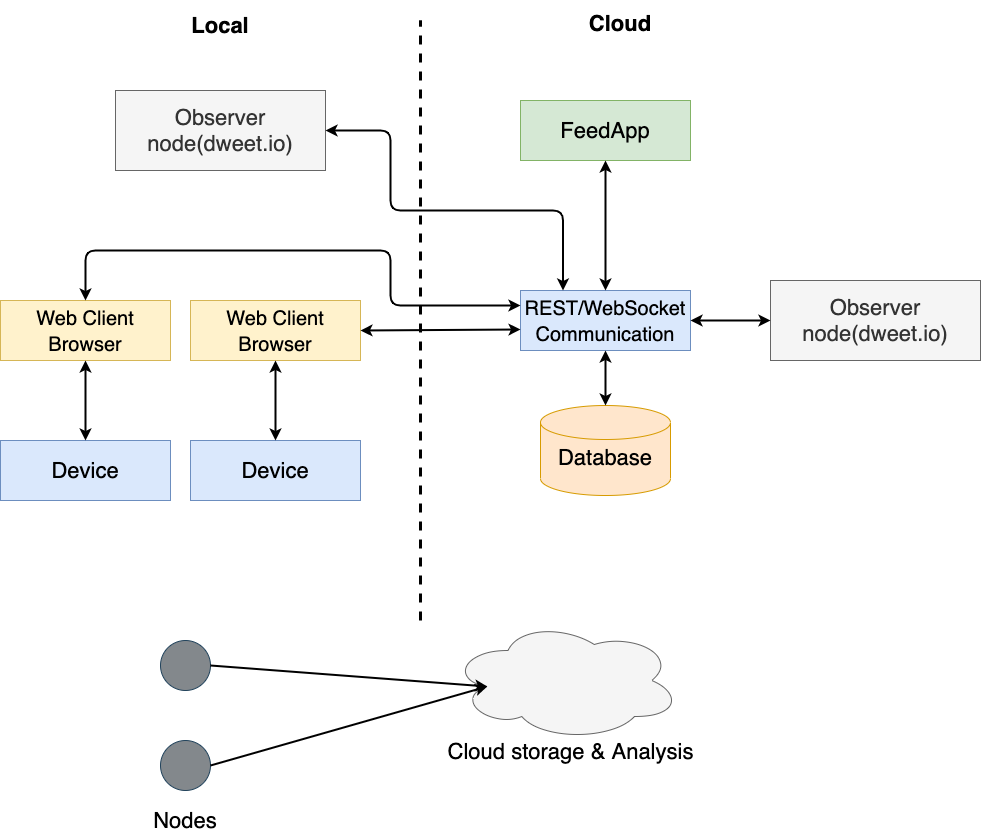 Local
Cloud
Observer
node(dweet.io)
FeedApp
Web Client
Browser
Web Client
Browser
REST/WebSocket
Communication
Observer
node(dweet.io)
Device
Device
Database
Cloud storage & Analysis
Nodes